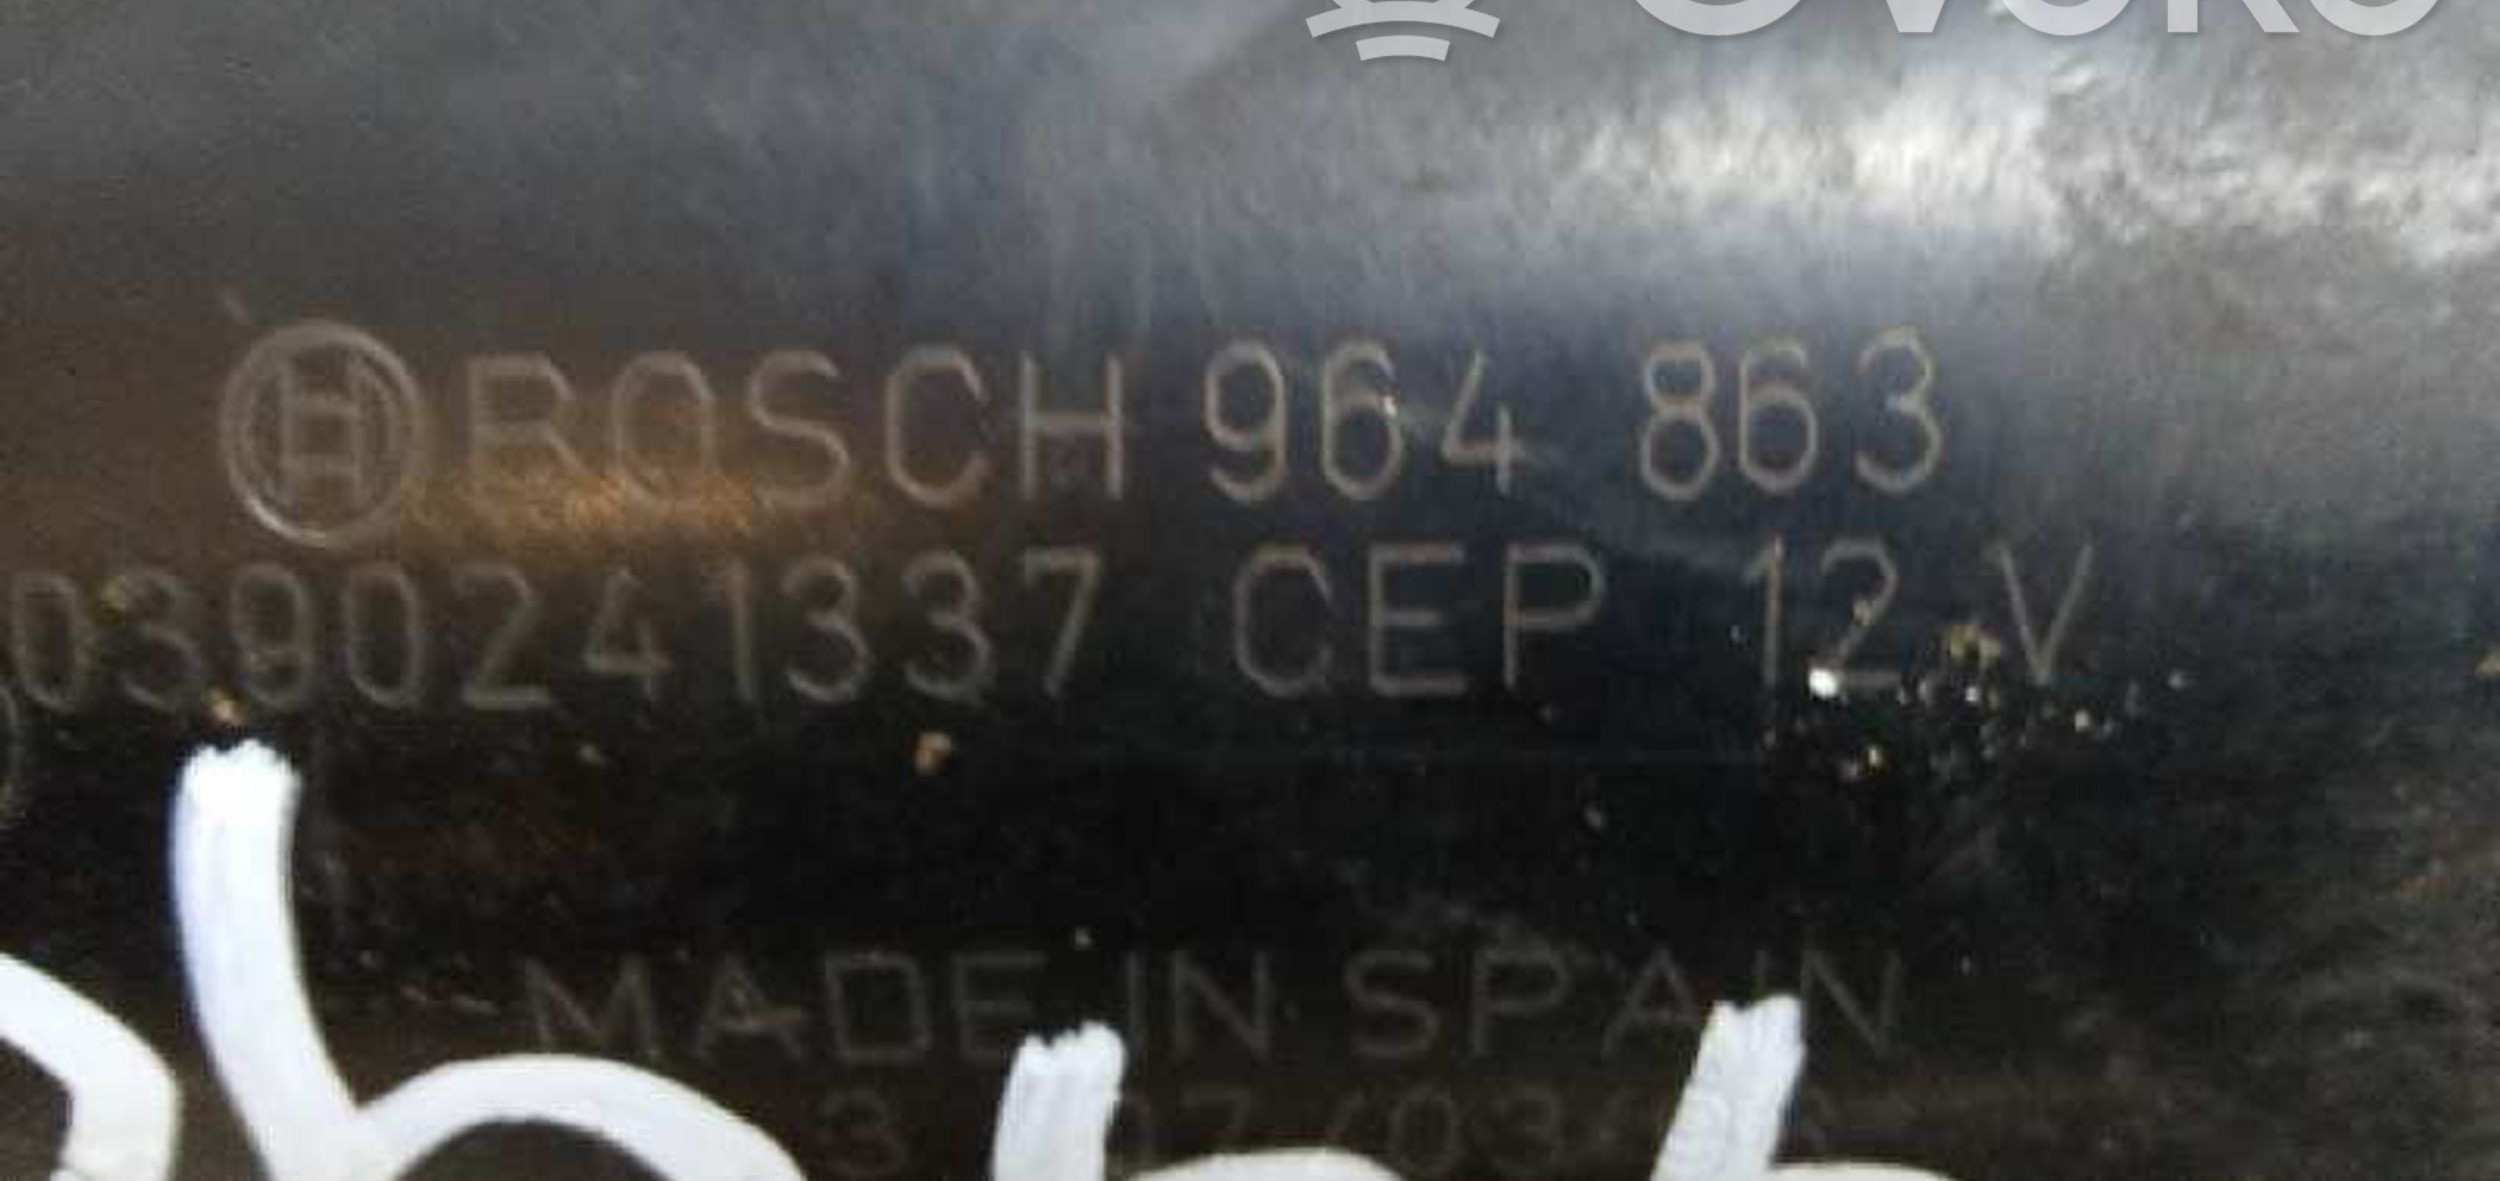 BOSCH 964 863
0390241337 CEP 12 V
MADE IN SPAIN